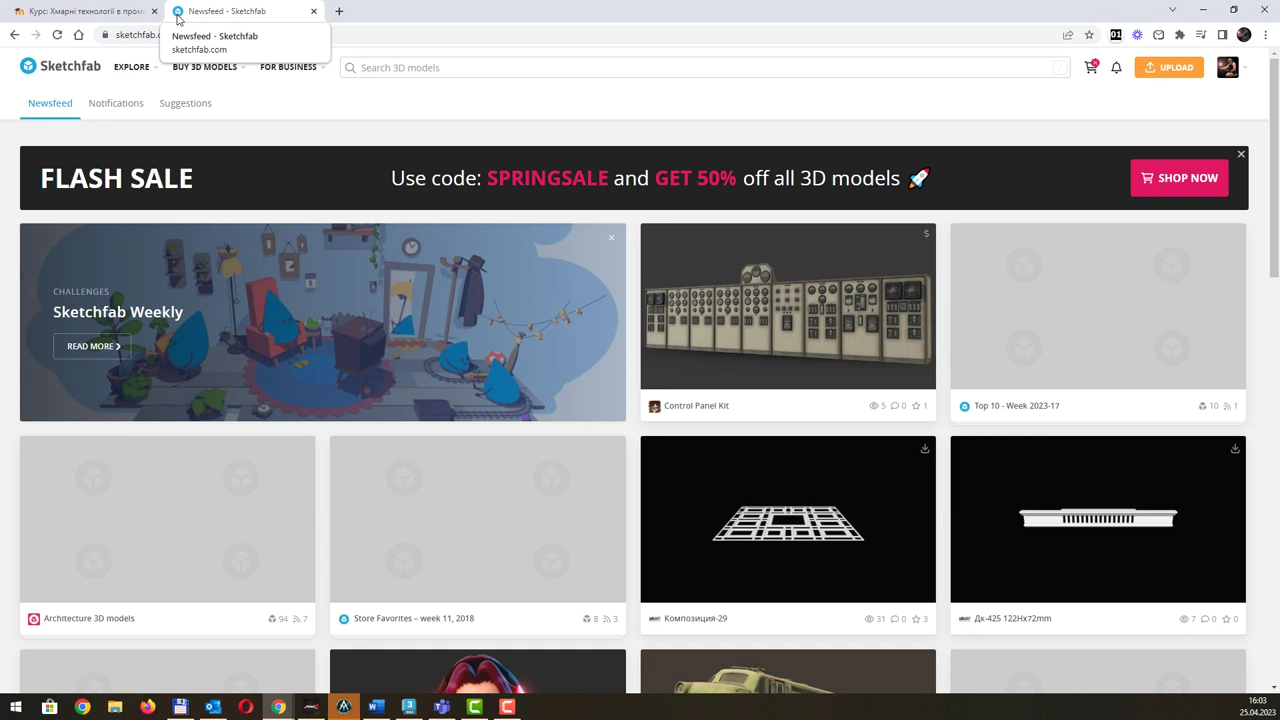 Курс: Хмарні технології в пром
Newsfeed - Sketchfab
sketchfab.c
Newsfeed - Sketchfab
sketchfab.com
Sketchfab
EXPLORE
BUY 3D MODELS
FOR BUSINESS
Search 3D models
/
UPLOAD
Newsfeed
Notifications
Suggestions
FLASH SALE
Use code: SPRINGSALE and GET 50% off all 3D models 🚀
SHOP NOW
CHALLENGES
Sketchfab Weekly
READ MORE
$
Control Panel Kit
5
0
1
Top 10 - Week 2023-17
10
1
Architecture 3D models
94
7
Store Favorites – week 11, 2018
8
3
Композиция-29
31
0
3
Дк-425 122Hx72mm
7
0
0
16:03
25.04.2023